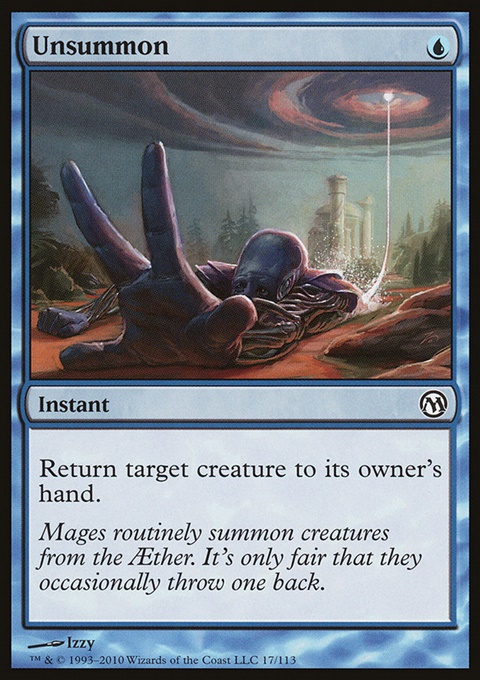 Unsummon
Instant
Return target creature to its owner's
hand.
Mages routinely summon creatures
from the Æther. It's only fair that they
occasionally throw one back.
Izzy
™ & © 1993–2010 Wizards of the Coast LLC 17/113